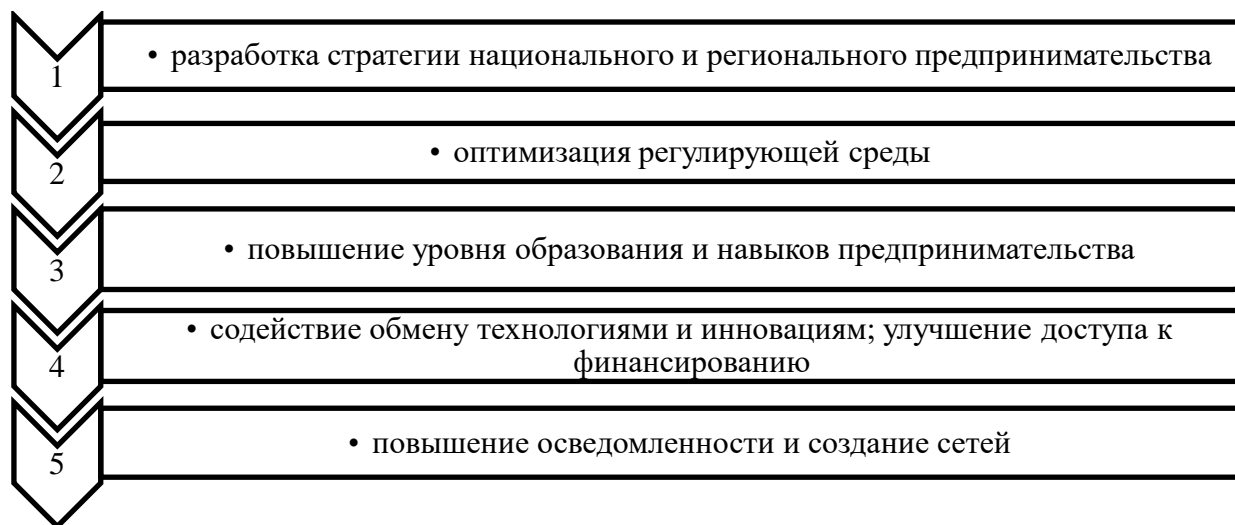 1
• разработка стратегии национального и регионального предпринимательства
2
• оптимизация регулирующей среды
3
• повышение уровня образования и навыков предпринимательства
4
• содействие обмену технологиями и инновациям; улучшение доступа к
финансированию
5
• повышение осведомленности и создание сетей